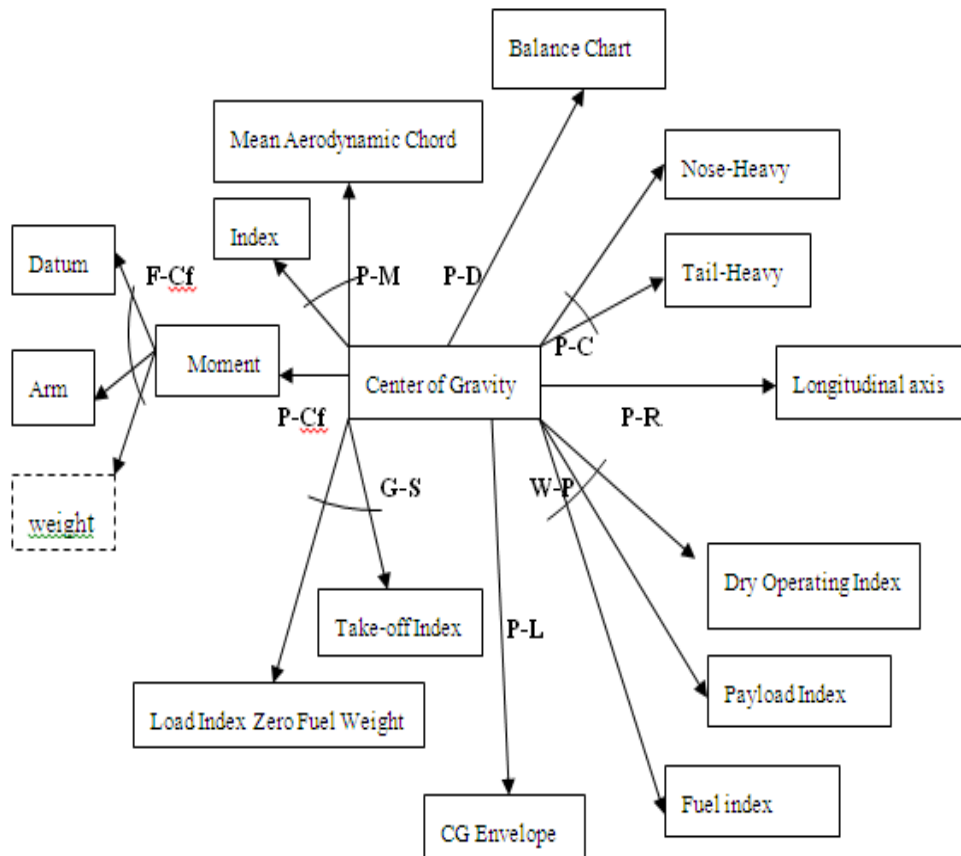 Balance Chart
Mean Aerodynamic Chord
Nose-Heavy
Index
Datum
F-Cf
P-M
P-D
Tail-Heavy
P-C
Moment
Center of Gravity
Arm
Longitudinal axis
P-Cf
P-R
G-S
W-P
weight
Dry Operating Index
Take-off Index
P-L
Payload Index
Load Index Zero Fuel Weight
Fuel index
CG Envelope